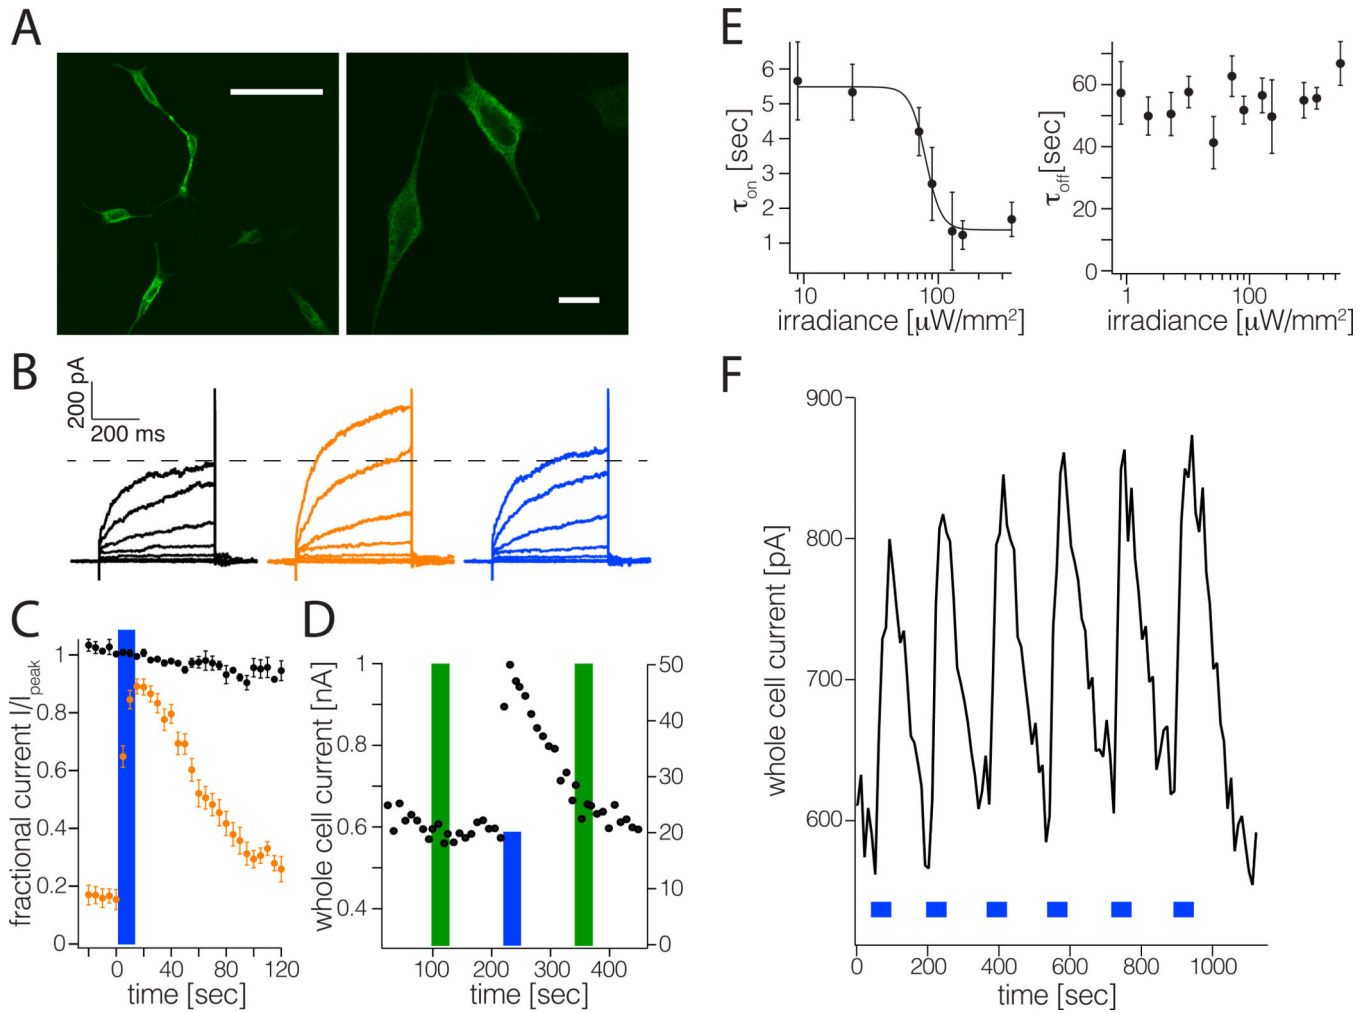 A
B
200 pA
200 ms
C
fractional current I/I_peak
1
0.8
0.6
0.4
0.2
0
0 40 80 120
time [sec]
D
whole cell current [nA]
1
0.8
0.6
0.4
50
40
30
20
10
0
100 200 300 400
time [sec]
E
τ_on [sec]
6
5
4
3
2
1
10 100
irradiance [µW/mm²]
τ_off [sec]
60
40
20
0
1 100
irradiance [µW/mm²]
F
whole cell current [pA]
900
800
700
600
0 200 400 600 800 1000
time [sec]